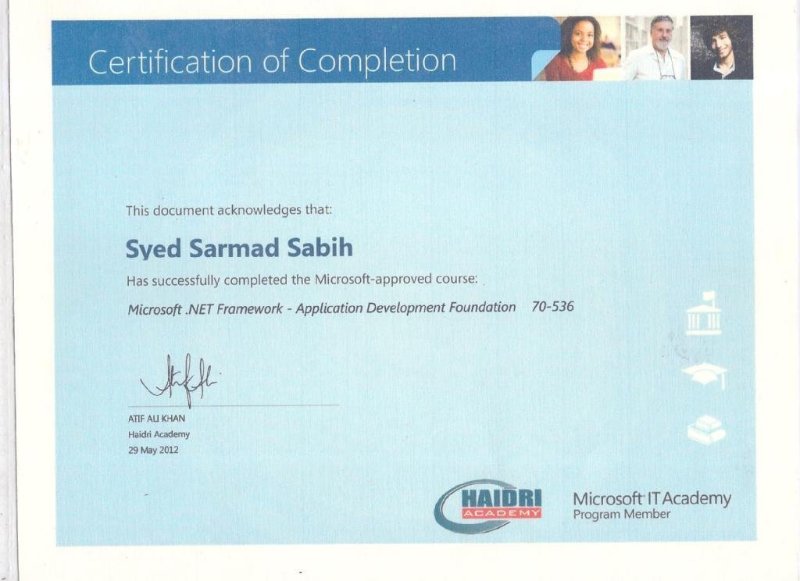 Certification of Completion
This document acknowledges that:
Syed Sarmad Sabih
Has successfully completed the Microsoft-approved course:
Microsoft .NET Framework - Application Development Foundation 70-536
ATIF ALI KHAN
Haidri Academy
29 May 2012
HAIDRI
ACADEMY
Microsoft IT Academy
Program Member